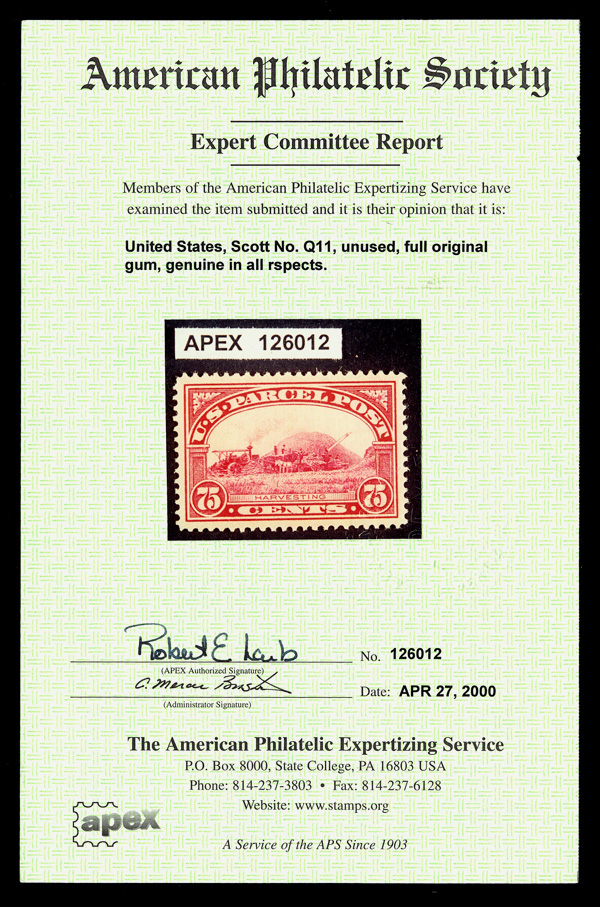 American Philatelic Society
Expert Committee Report
Members of the American Philatelic Expertizing Service have
examined the item submitted and it is their opinion that it is:
United States, Scott No. Q11, unused, full original
gum, genuine in all rspects.
APEX 126012
U.S. PARCEL POST
HARVESTING
75 75
· CENTS ·
Robert E Laub
(APEX Authorized Signature)
No. 126012
C. Mercer
(Administrator Signature)
Date: APR 27, 2000
The American Philatelic Expertizing Service
P.O. Box 8000, State College, PA 16803 USA
Phone: 814-237-3803 • Fax: 814-237-6128
Website: www.stamps.org
apex
A Service of the APS Since 1903